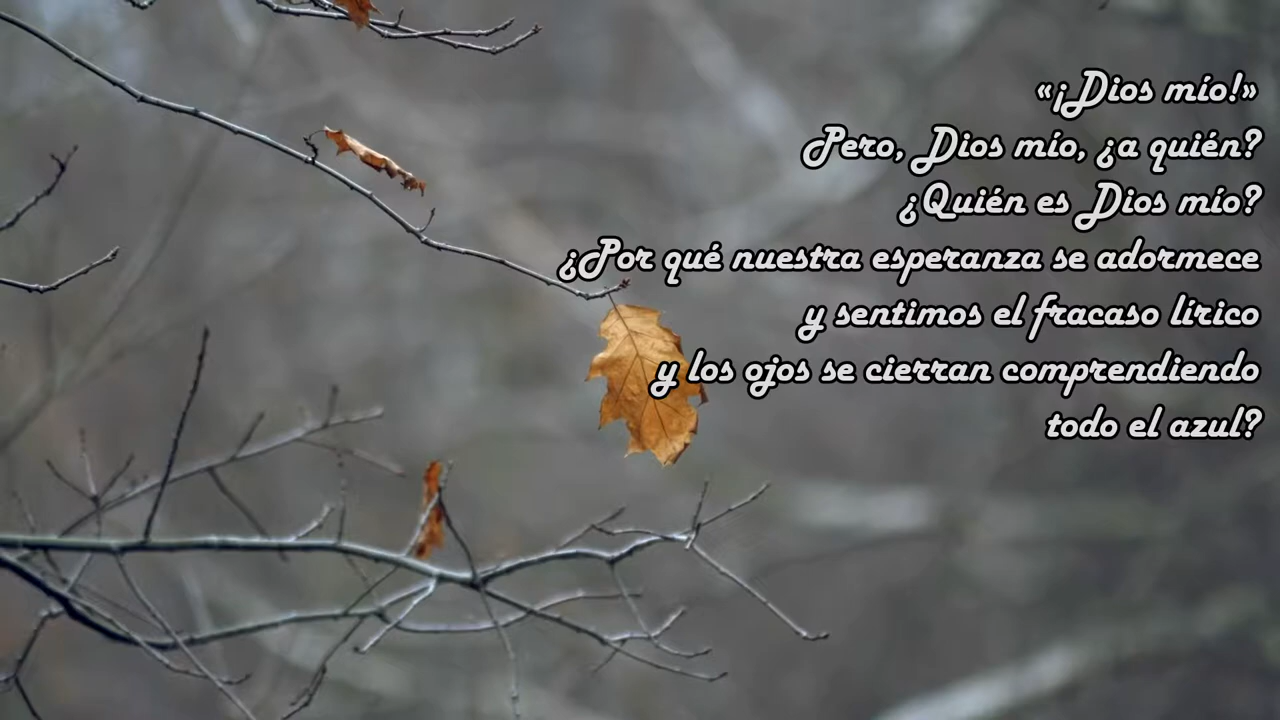 «¡Dios mío!»
Pero, Dios mío, ¿a quién?
¿Quién es Dios mío?
¿Por qué nuestra esperanza se adormece
y sentimos el fracaso lírico
y los ojos se cierran comprendiendo
todo el azul?